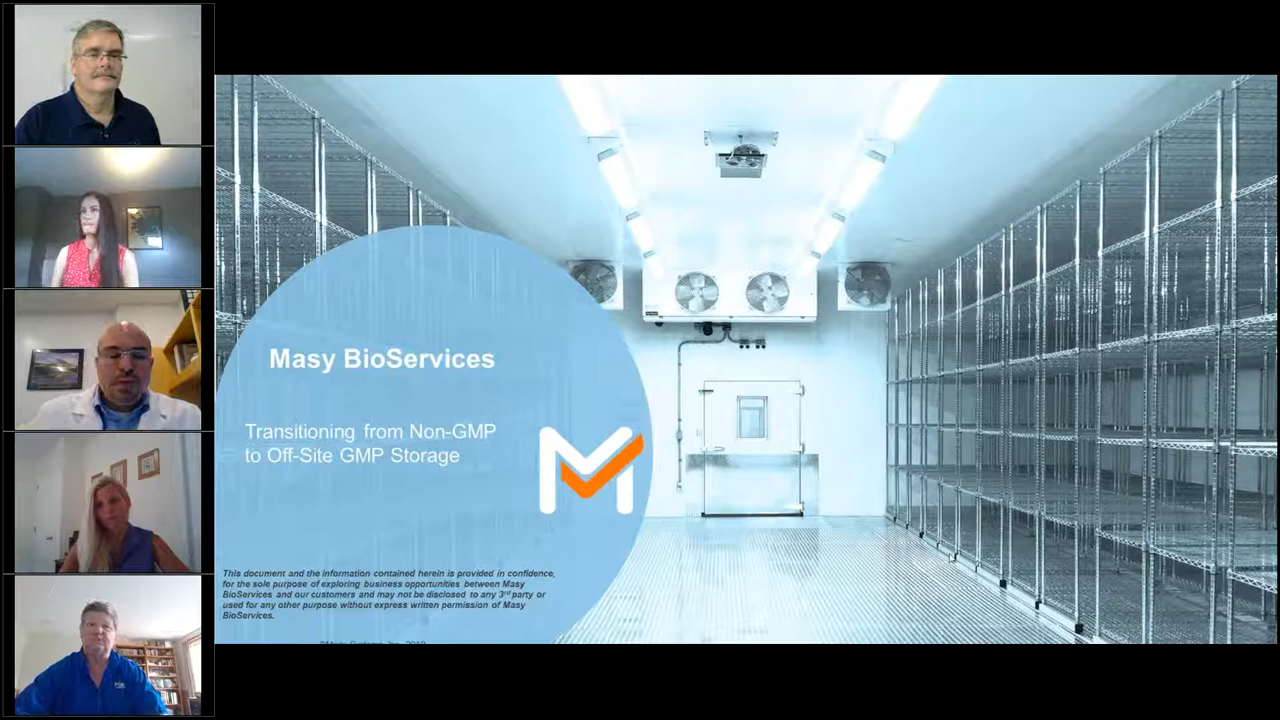 Masy BioServices
Transitioning from Non-GMP
to Off-Site GMP Storage
This document and the information contained herein is provided in confidence,
for the sole purpose of exploring business opportunities between Masy
BioServices and our customers and may not be disclosed to any 3rd party or
used for any other purpose without express written permission of Masy
BioServices.